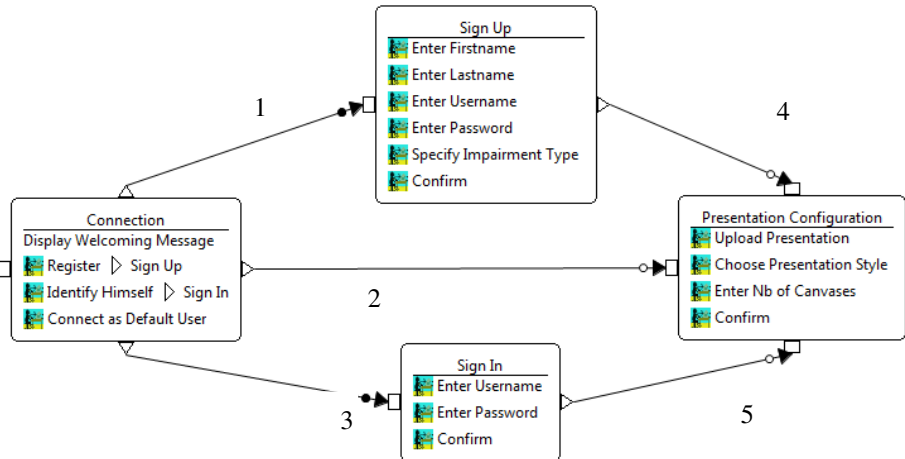 Sign Up
Enter Firstname
Enter Lastname
Enter Username
Enter Password
Specify Impairment Type
Confirm
1
4
Connection
Display Welcoming Message
Register Sign Up
Identify Himself Sign In
Connect as Default User
2
Presentation Configuration
Upload Presentation
Choose Presentation Style
Enter Nb of Canvases
Confirm
3
Sign In
Enter Username
Enter Password
Confirm
5